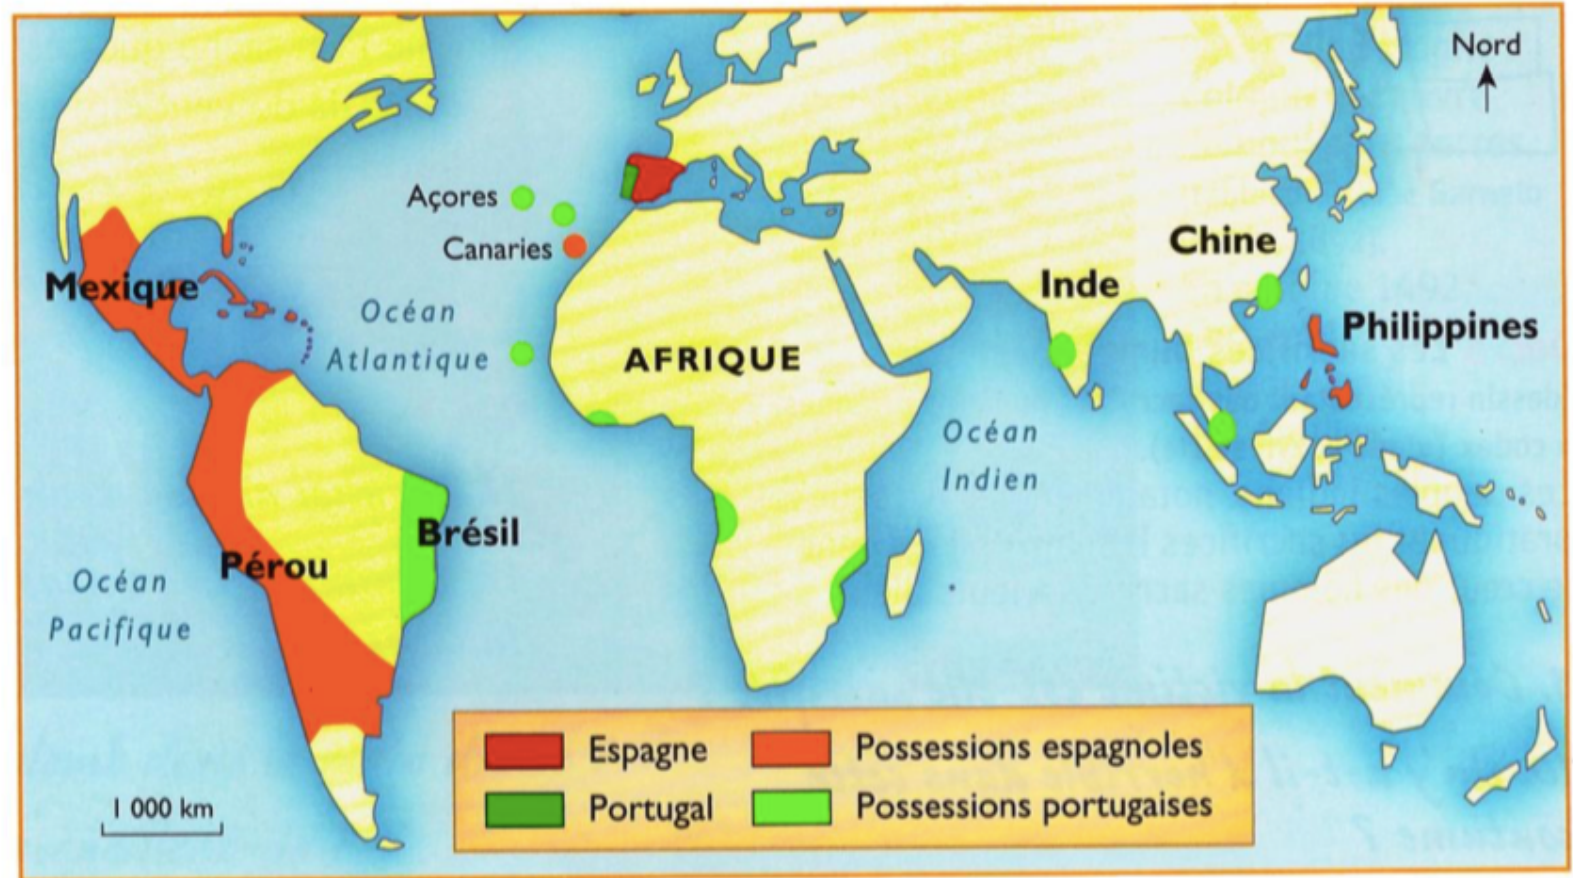 Nord
Açores
Canaries
Chine
Inde
Mexique
Philippines
Océan
Atlantique
AFRIQUE
Océan
Indien
Brésil
Pérou
Océan
Pacifique
Espagne
Possessions espagnoles
Portugal
Possessions portugaises
1 000 km